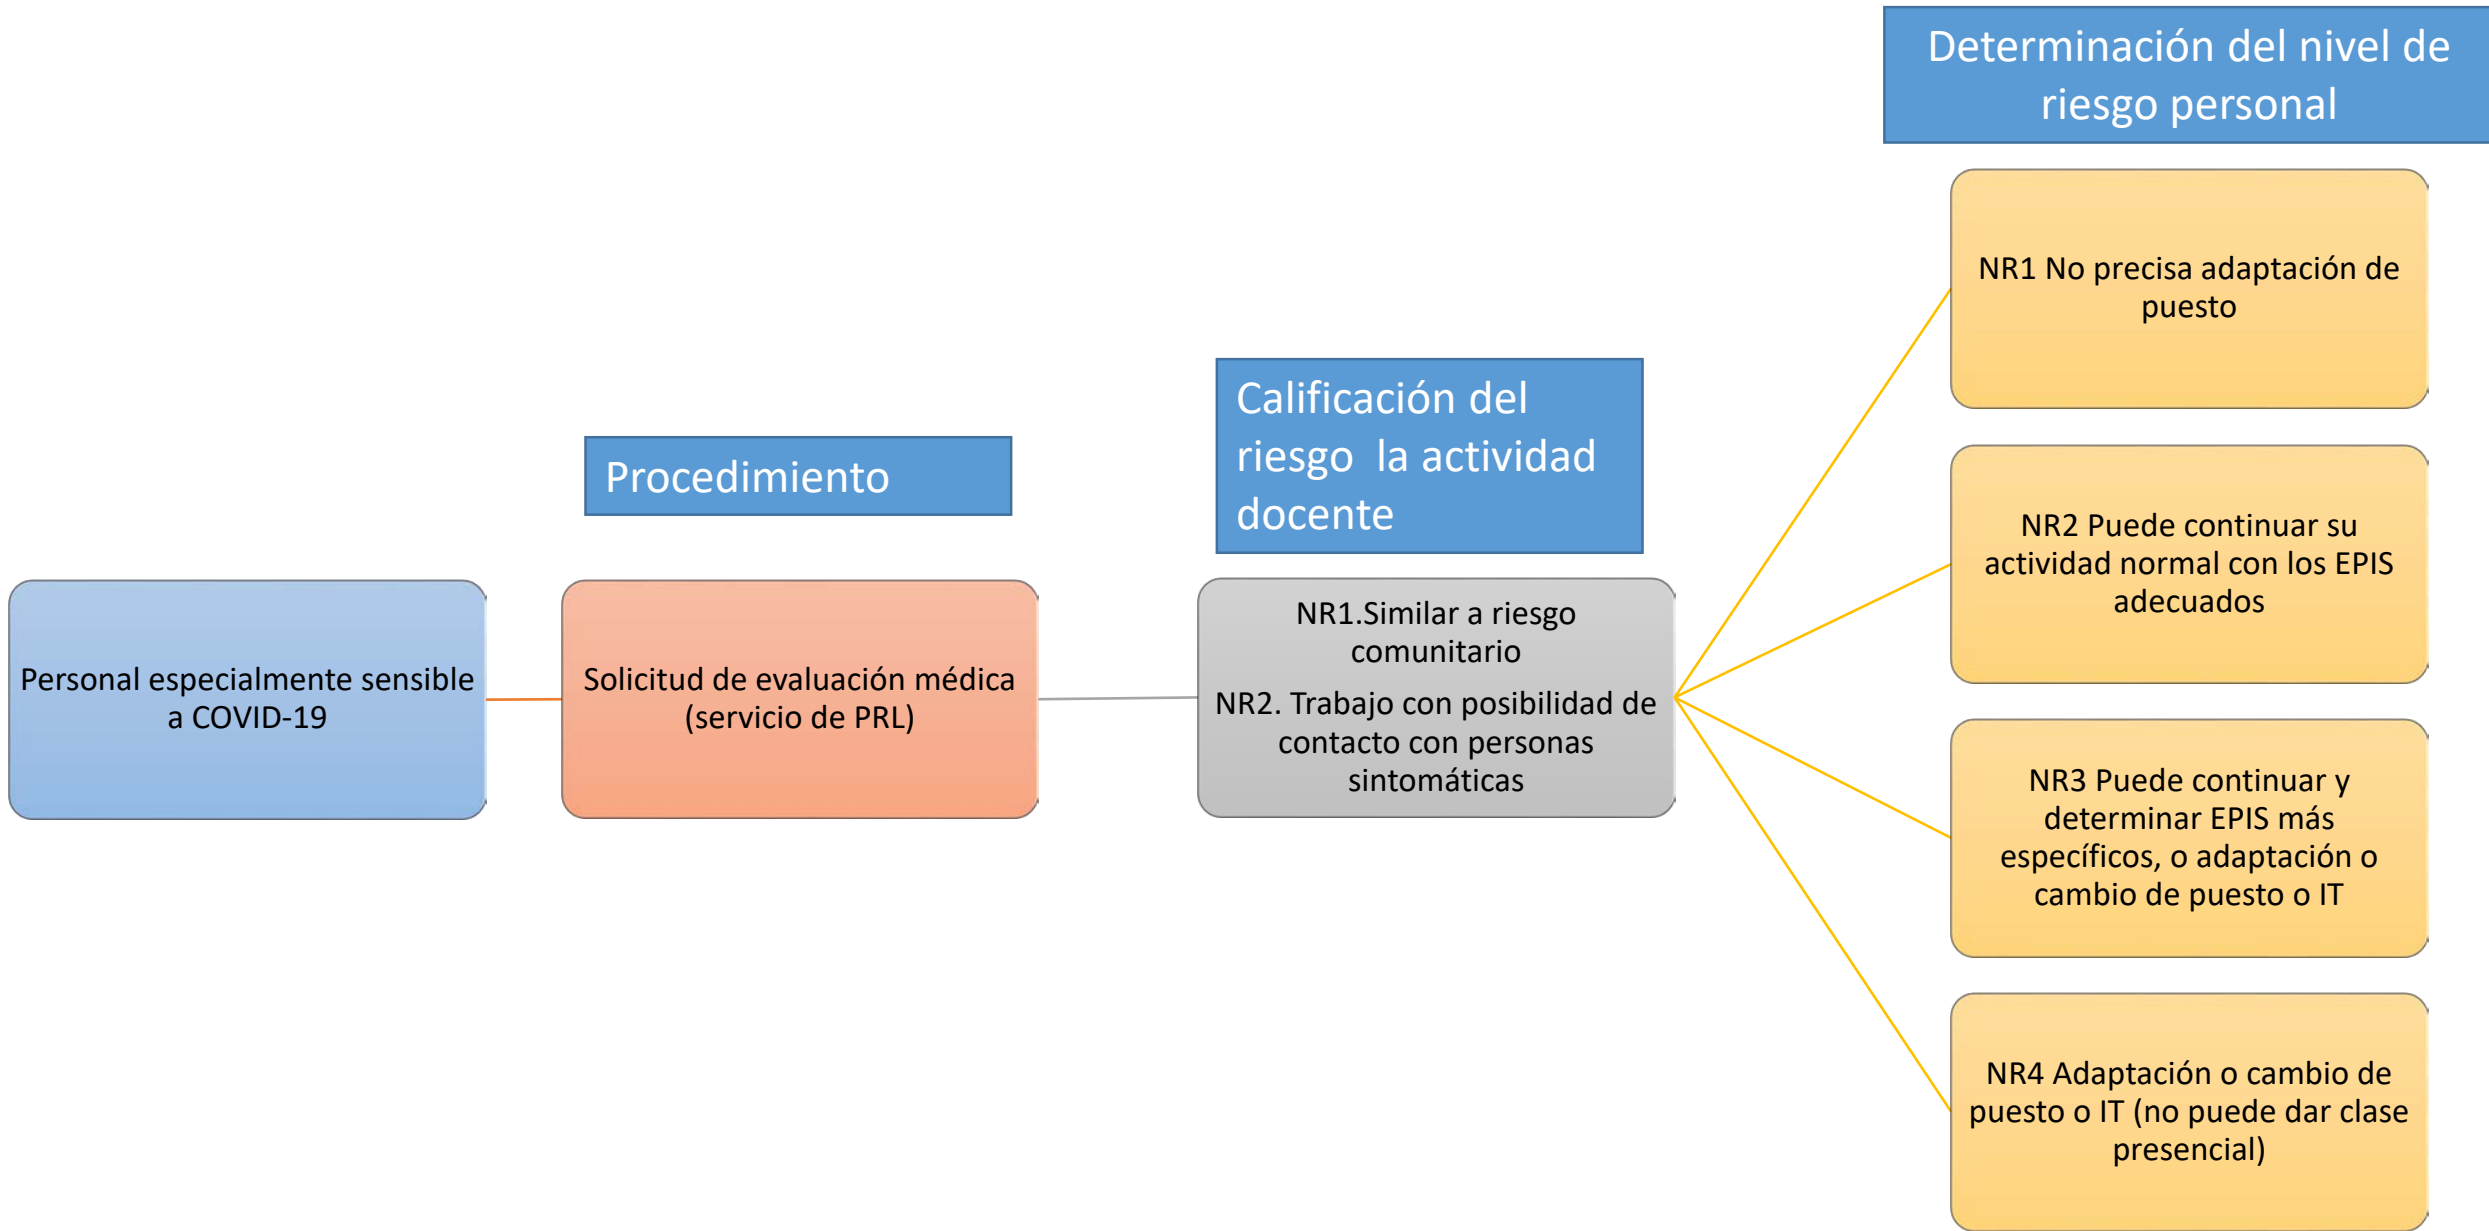 Determinación del nivel de
riesgo personal
Procedimiento
Calificación del
riesgo  la actividad
docente
Personal especialmente sensible
a COVID-19
Solicitud de evaluación médica
(servicio de PRL)
NR1.Similar a riesgo
comunitario
NR2. Trabajo con posibilidad de
contacto con personas
sintomáticas
NR1 No precisa adaptación de
puesto
NR2 Puede continuar su
actividad normal con los EPIS
adecuados
NR3 Puede continuar y
determinar EPIS más
específicos, o adaptación o
cambio de puesto o IT
NR4 Adaptación o cambio de
puesto o IT (no puede dar clase
presencial)